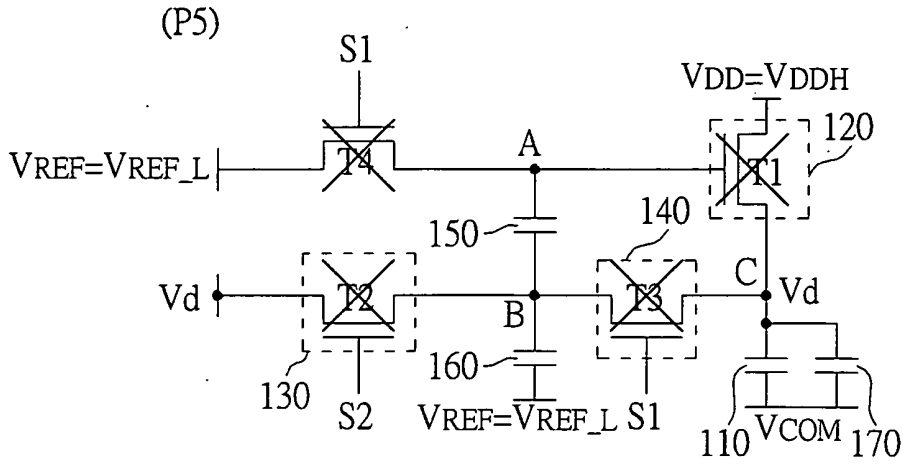 (P5)
S1
VDD=VDDH
120
A
T4
T1
VREF=VREF_L
150
140
C
Vd
T2
B
T3
Vd
160
130
S2
VREF=VREF_L
S1
110
VCOM
170